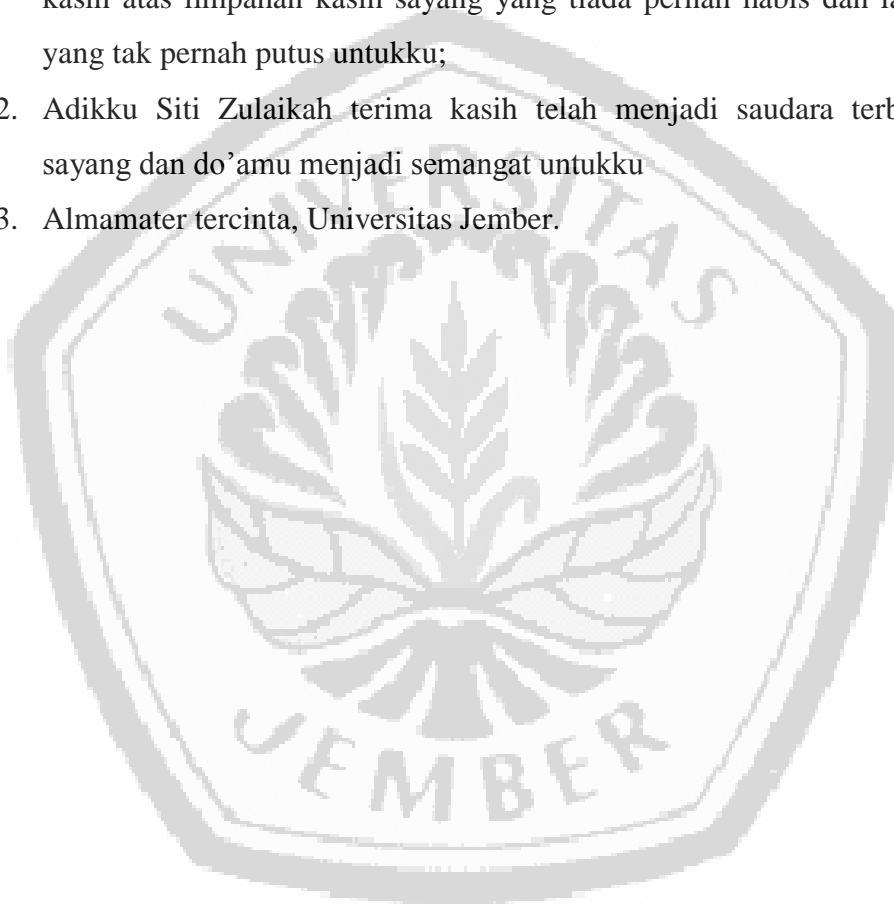 kasih atas limpahan kasih sayang yang tiada pernah habis dan
yang tak pernah putus untukku;
2. Adikku Siti Zulaikah terima kasih telah menjadi saudara
sayang dan do’amu menjadi semangat untukku
3. Almamater tercinta, Universitas Jember.
UNIVERSITAS
JEMBER